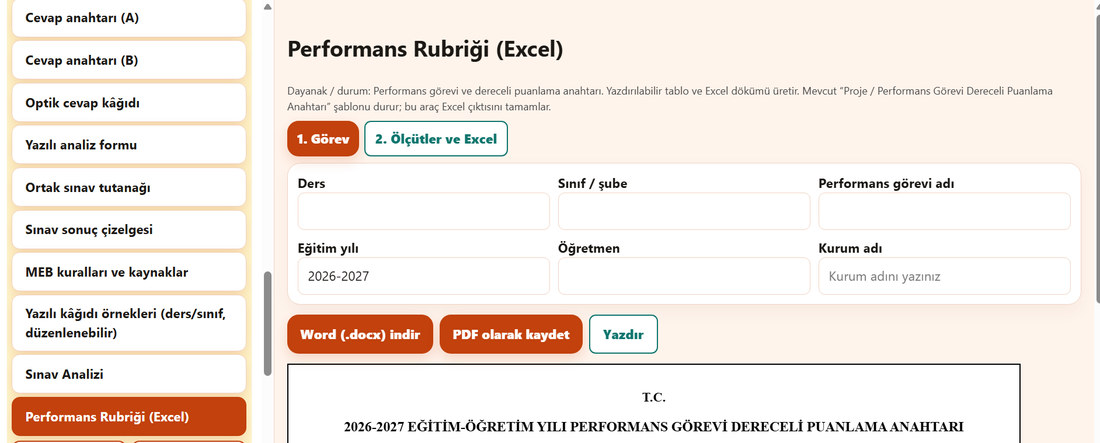 Cevap anahtarı (A)
Cevap anahtarı (B)
Optik cevap kâğıdı
Yazılı analiz formu
Ortak sınav tutanağı
Sınav sonuç çizelgesi
MEB kuralları ve kaynaklar
Yazılı kâğıdı örnekleri (ders/sınıf,
düzenlenebilir)
Sınav Analizi
Performans Rubriği (Excel)
Performans Rubriği (Excel)
Dayanak / durum: Performans görevi ve dereceli puanlama anahtarı. Yazdırılabilir tablo ve Excel dökümü üretir. Mevcut “Proje / Performans Görevi Dereceli Puanlama
Anahtarı” şablonu durur; bu araç Excel çıktısını tamamlar.
1. Görev
2. Ölçütler ve Excel
Ders
Sınıf / şube
Performans görevi adı
Eğitim yılı
Öğretmen
Kurum adı
2026-2027
Kurum adını yazınız
Word (.docx) indir
PDF olarak kaydet
Yazdır
T.C.
2026-2027 EĞİTİM-ÖĞRETİM YILI PERFORMANS GÖREVİ DERECELİ PUANLAMA ANAHTARI